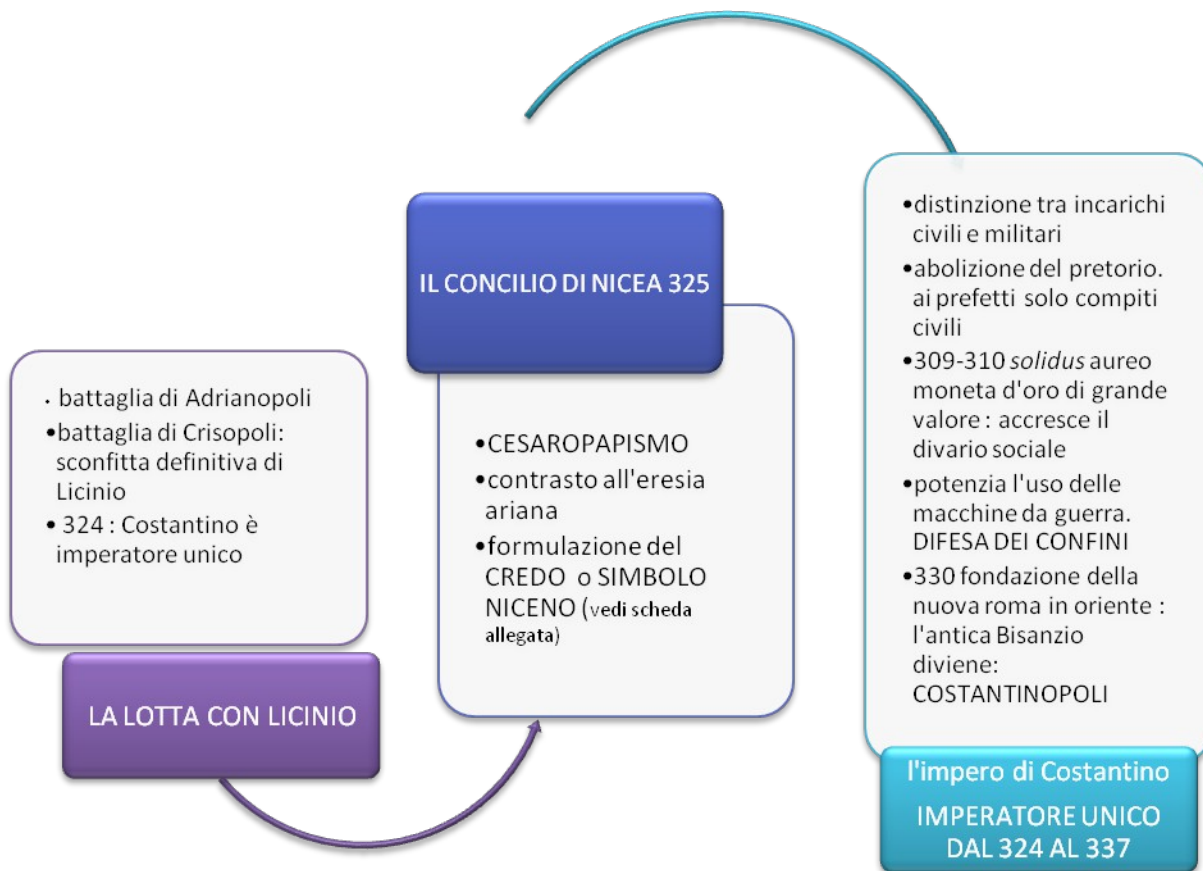 • battaglia di Adrianopoli
•battaglia di Crisopoli:
sconfitta definitiva di
Licinio
• 324 : Costantino è
imperatore unico
LA LOTTA CON LICINIO
IL CONCILIO DI NICEA 325
•CESAROPAPISMO
•contrasto all'eresia
ariana
•formulazione del
CREDO o SIMBOLO
NICENO (vedi scheda
allegata)
•distinzione tra incarichi
civili e militari
•abolizione del pretorio.
ai prefetti solo compiti
civili
•309-310 solidus aureo
moneta d'oro di grande
valore : accresce il
divario sociale
•potenzia l'uso delle
macchine da guerra.
DIFESA DEI CONFINI
•330 fondazione della
nuova roma in oriente :
l'antica Bisanzio
diviene:
COSTANTINOPOLI
l'impero di Costantino
IMPERATORE UNICO
DAL 324 AL 337